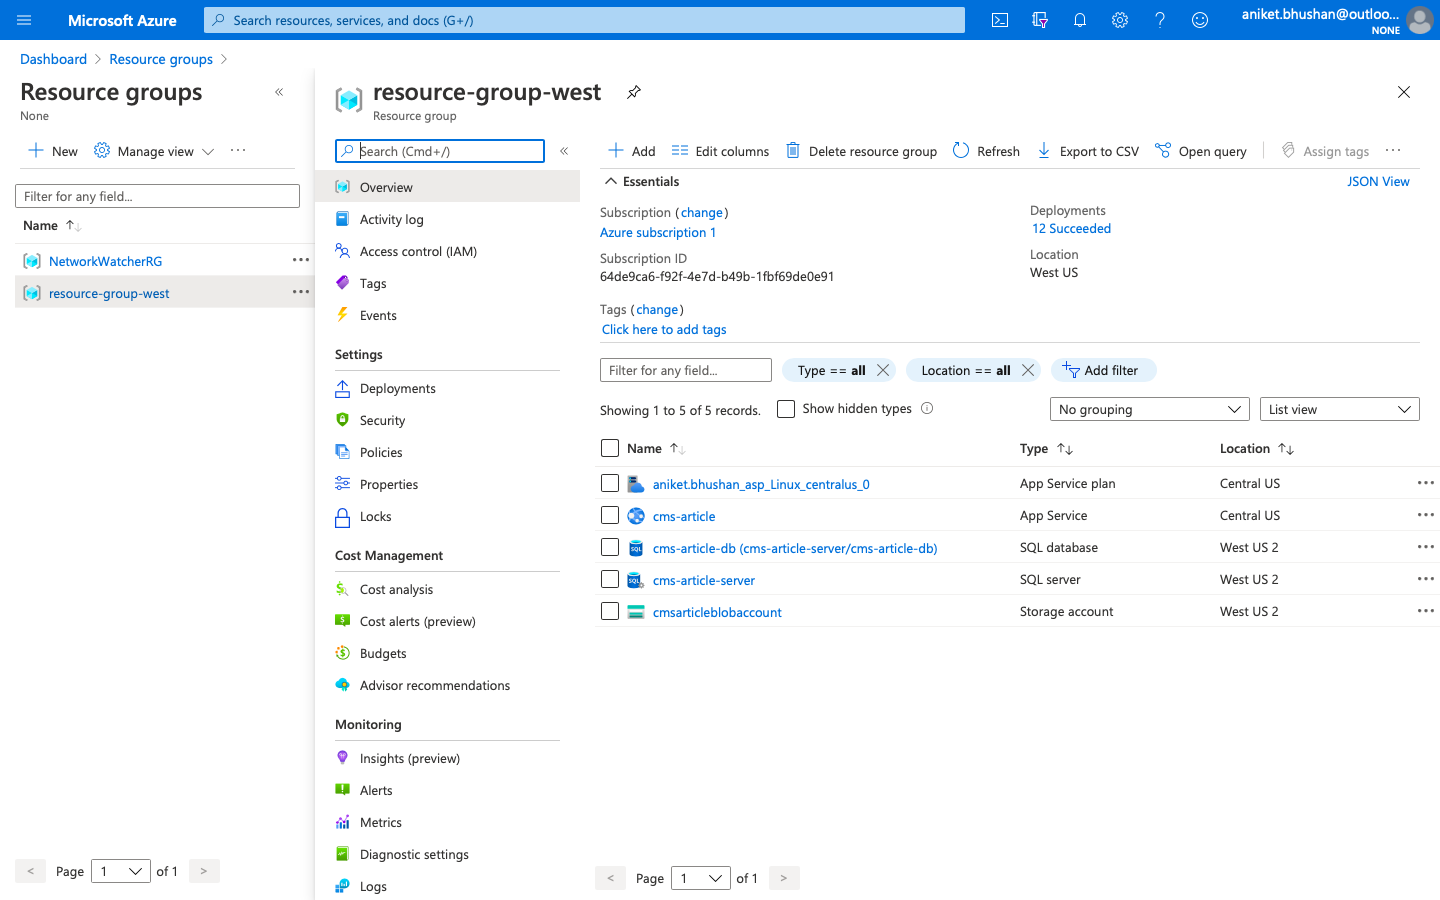 Microsoft Azure
Search resources, services, and docs (G+/)
aniket.bhushan@outloo...
NONE
Dashboard > Resource groups >
Resource groups
None
New
Manage view
Filter for any field...
Name
NetworkWatcherRG
resource-group-west
< Page 1 of 1 >
resource-group-west
Resource group
Search (Cmd+/)
Overview
Activity log
Access control (IAM)
Tags
Events
Settings
Deployments
Security
Policies
Properties
Locks
Cost Management
Cost analysis
Cost alerts (preview)
Budgets
Advisor recommendations
Monitoring
Insights (preview)
Alerts
Metrics
Diagnostic settings
Logs
Add Edit columns Delete resource group Refresh Export to CSV Open query Assign tags
Essentials
JSON View
Subscription (change)
Azure subscription 1
Subscription ID
64de9ca6-f92f-4e7d-b49b-1fbf69de0e91
Deployments
12 Succeeded
Location
West US
Tags (change)
Click here to add tags
Filter for any field...
Type == all
Location == all
Add filter
Showing 1 to 5 of 5 records.
Show hidden types
No grouping
List view
Name Type Location
aniket.bhushan_asp_Linux_centralus_0 App Service plan Central US
cms-article App Service Central US
cms-article-db (cms-article-server/cms-article-db) SQL database West US 2
cms-article-server SQL server West US 2
cmsarticleblobaccount Storage account West US 2
< Page 1 of 1 >